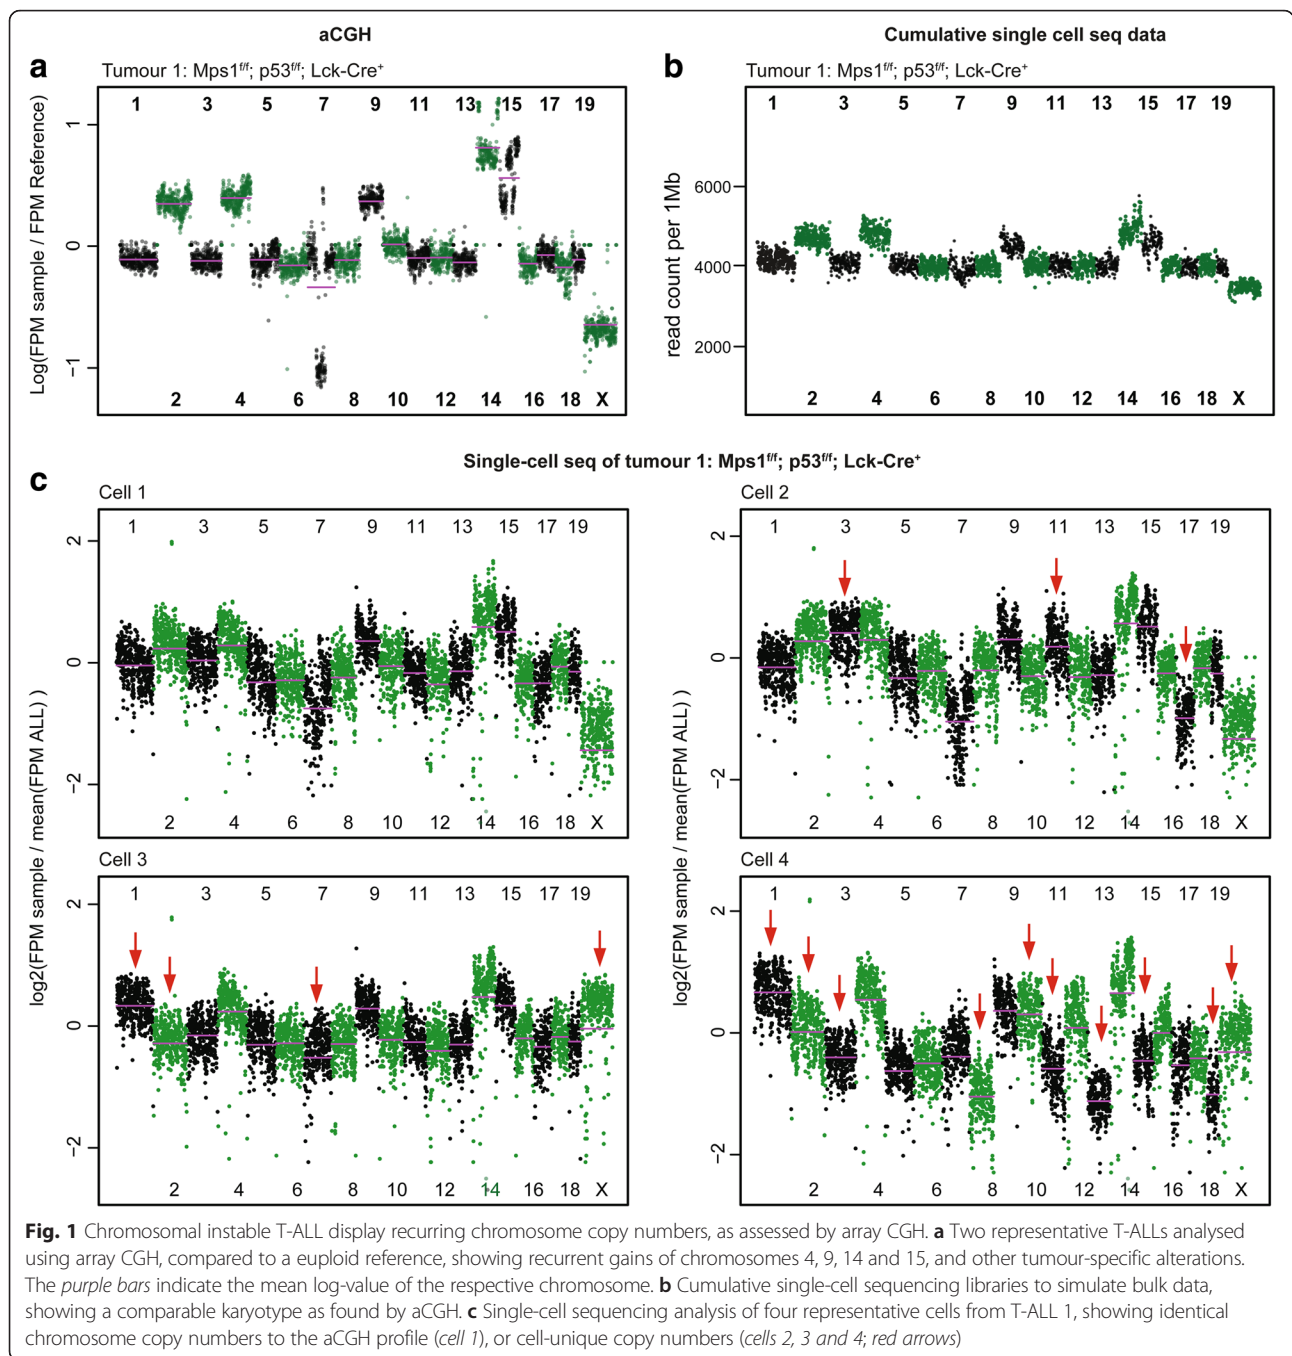 aCGH
Cumulative single cell seq data
a
Tumour 1: Mps1f/f; p53f/f; Lck-Cre+
b
Tumour 1: Mps1f/f; p53f/f; Lck-Cre+
1 3 5 7 9 11 13 15 17 19
Log(FPM sample / FPM Reference)
1
0
−1
2 4 6 8 10 12 14 16 18 X
1 3 5 7 9 11 13 15 17 19
read count per 1Mb
6000
4000
2000
2 4 6 8 10 12 14 16 18 X
Single-cell seq of tumour 1: Mps1f/f; p53f/f; Lck-Cre+
c
Cell 1
1 3 5 7 9 11 13 15 17 19
2
0
−2
2 4 6 8 10 12 14 16 18 X
Cell 2
1 3 5 7 9 11 13 15 17 19
2
0
−2
2 4 6 8 10 12 14 16 18 X
log2(FPM sample / mean(FPM ALL))
log2(FPM sample / mean(FPM ALL))
Cell 3
1 3 5 7 9 11 13 15 17 19
2
0
−2
2 4 6 8 10 12 14 16 18 X
Cell 4
1 3 5 7 9 11 13 15 17 19
2
0
−2
2 4 6 8 10 12 14 16 18 X
Fig. 1 Chromosomal instable T-ALL display recurring chromosome copy numbers, as assessed by array CGH. a Two representative T-ALLs analysed
using array CGH, compared to a euploid reference, showing recurrent gains of chromosomes 4, 9, 14 and 15, and other tumour-specific alterations.
The purple bars indicate the mean log-value of the respective chromosome. b Cumulative single-cell sequencing libraries to simulate bulk data,
showing a comparable karyotype as found by aCGH. c Single-cell sequencing analysis of four representative cells from T-ALL 1, showing identical
chromosome copy numbers to the aCGH profile (cell 1), or cell-unique copy numbers (cells 2, 3 and 4; red arrows)